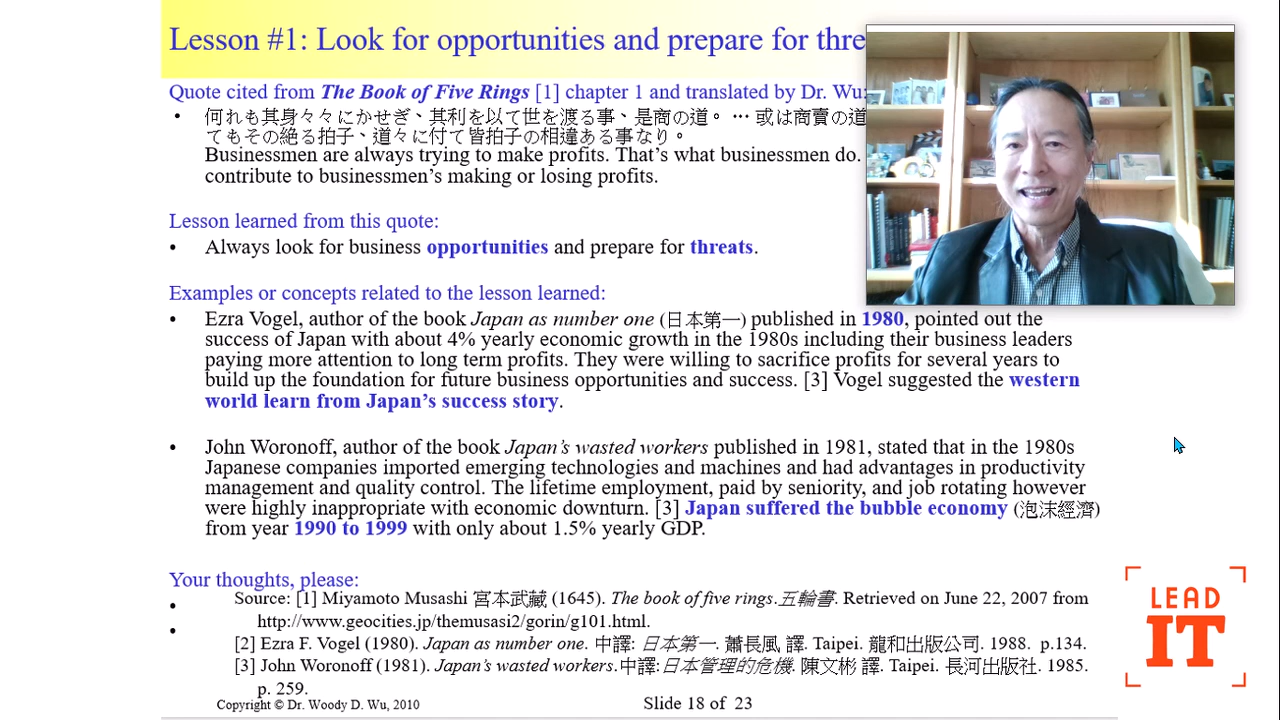 Lesson #1: Look for opportunities and prepare for thre
Quote cited from The Book of Five Rings [1] chapter 1 and translated by Dr. Wu:
• 何れも其身々々にかせぎ、其利を以て世を渡る事、是商の道。… 或は商賣の道
てもその絶る拍子、道々に付て皆拍子の相違ある事なり。
Businessmen are always trying to make profits. That’s what businessmen do.
contribute to businessmen’s making or losing profits.
Lesson learned from this quote:
• Always look for business opportunities and prepare for threats.
Examples or concepts related to the lesson learned:
• Ezra Vogel, author of the book Japan as number one (日本第一) published in 1980, pointed out the
success of Japan with about 4% yearly economic growth in the 1980s including their business leaders
paying more attention to long term profits. They were willing to sacrifice profits for several years to
build up the foundation for future business opportunities and success. [3] Vogel suggested the western
world learn from Japan’s success story.
• John Woronoff, author of the book Japan’s wasted workers published in 1981, stated that in the 1980s
Japanese companies imported emerging technologies and machines and had advantages in productivity
management and quality control. The lifetime employment, paid by seniority, and job rotating however
were highly inappropriate with economic downturn. [3] Japan suffered the bubble economy (泡沫經濟)
from year 1990 to 1999 with only about 1.5% yearly GDP.
Your thoughts, please:
• Source: [1] Miyamoto Musashi 宮本武藏 (1645). The book of five rings.五輪書. Retrieved on June 22, 2007 from
• http://www.geocities.jp/themusasi2/gorin/g101.html.
[2] Ezra F. Vogel (1980). Japan as number one. 中譯: 日本第一. 蕭長風 譯. Taipei. 龍和出版公司. 1988. p.134.
[3] John Woronoff (1981). Japan’s wasted workers.中譯:日本管理的危機. 陳文彬 譯. Taipei. 長河出版社. 1985.
p. 259.
Copyright © Dr. Woody D. Wu, 2010
Slide 18 of 23
LEAD
IT